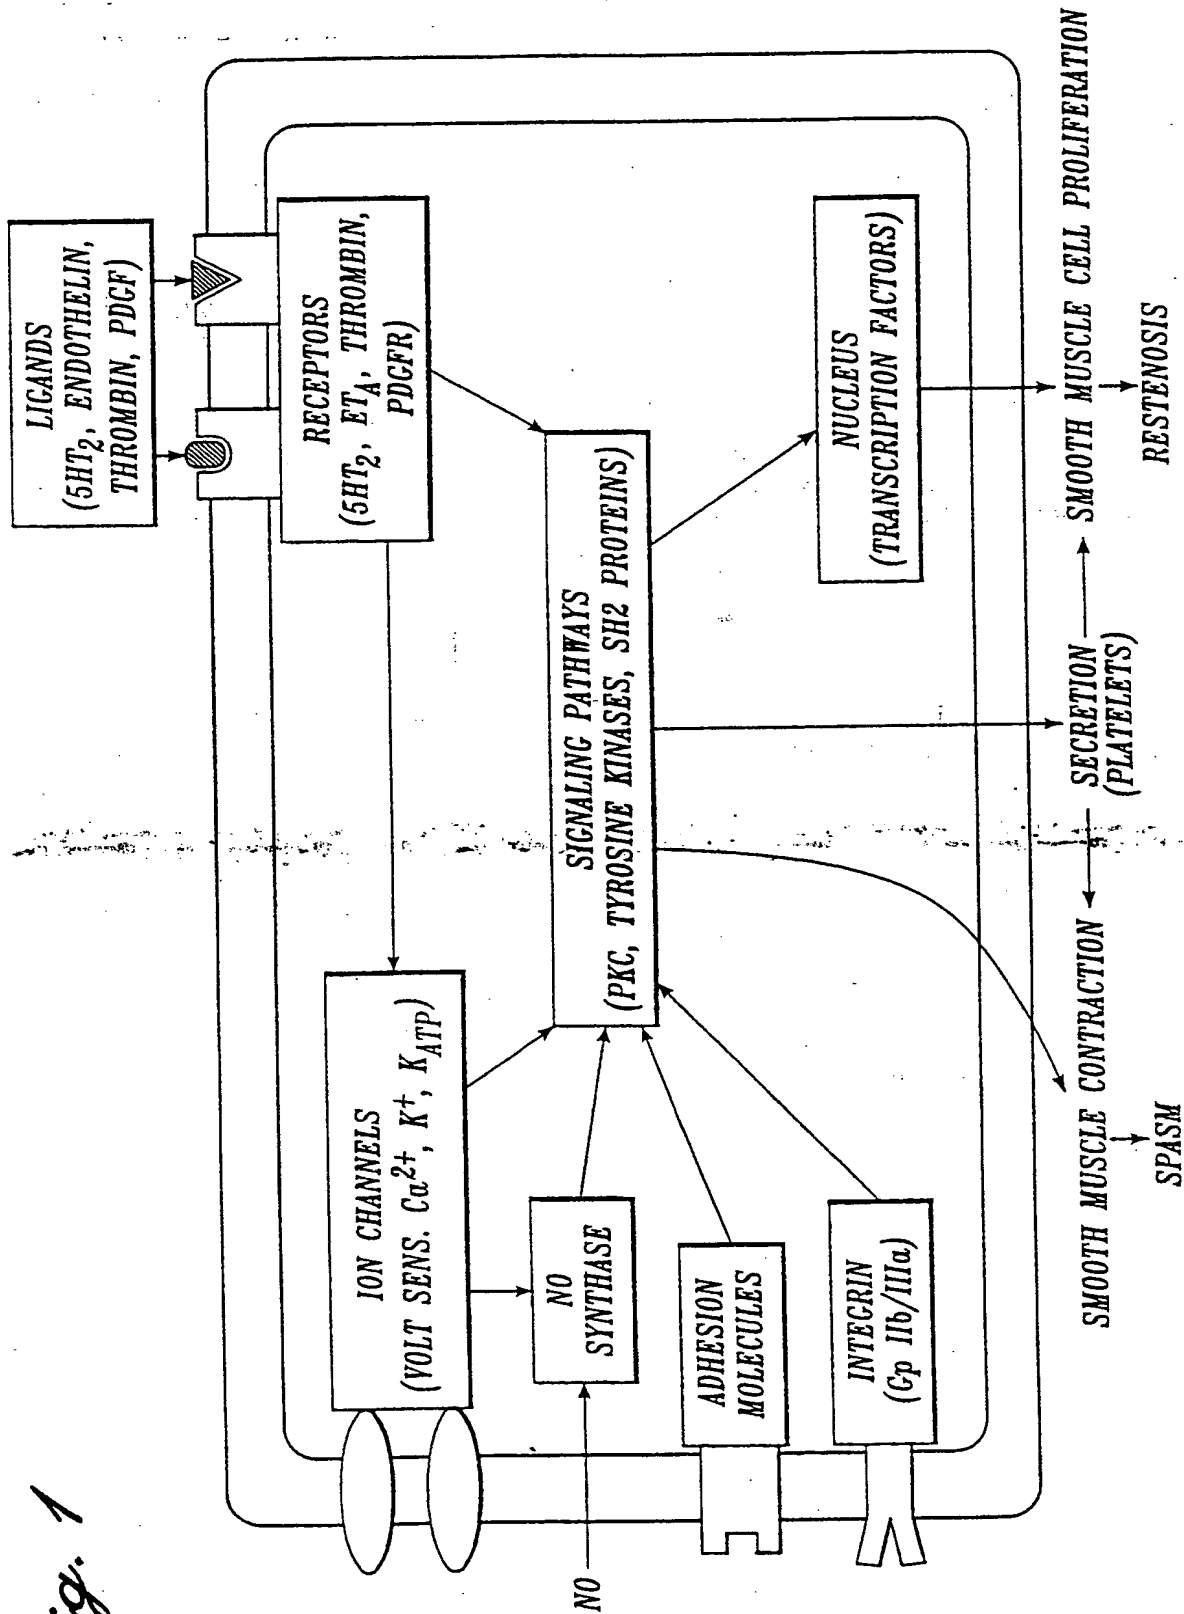 Fig. 1
LIGANDS
(5HT2, ENDOTHELIN,
THROMBIN, PDGF)
RECEPTORS
(5HT2, ETA, THROMBIN,
PDGFR)
ION CHANNELS
(VOLT SENS. Ca2+, K+, KATP)
NO
NO
SYNTHASE
SIGNALING PATHWAYS
(PKC, TYROSINE KINASES, SH2 PROTEINS)
ADHESION
MOLECULES
INTEGRIN
(Gp IIb/IIIa)
NUCLEUS
(TRANSCRIPTION FACTORS)
SMOOTH MUSCLE CONTRACTION
SECRETION
(PLATELETS)
SMOOTH MUSCLE CELL PROLIFERATION
SPASM
RESTENOSIS